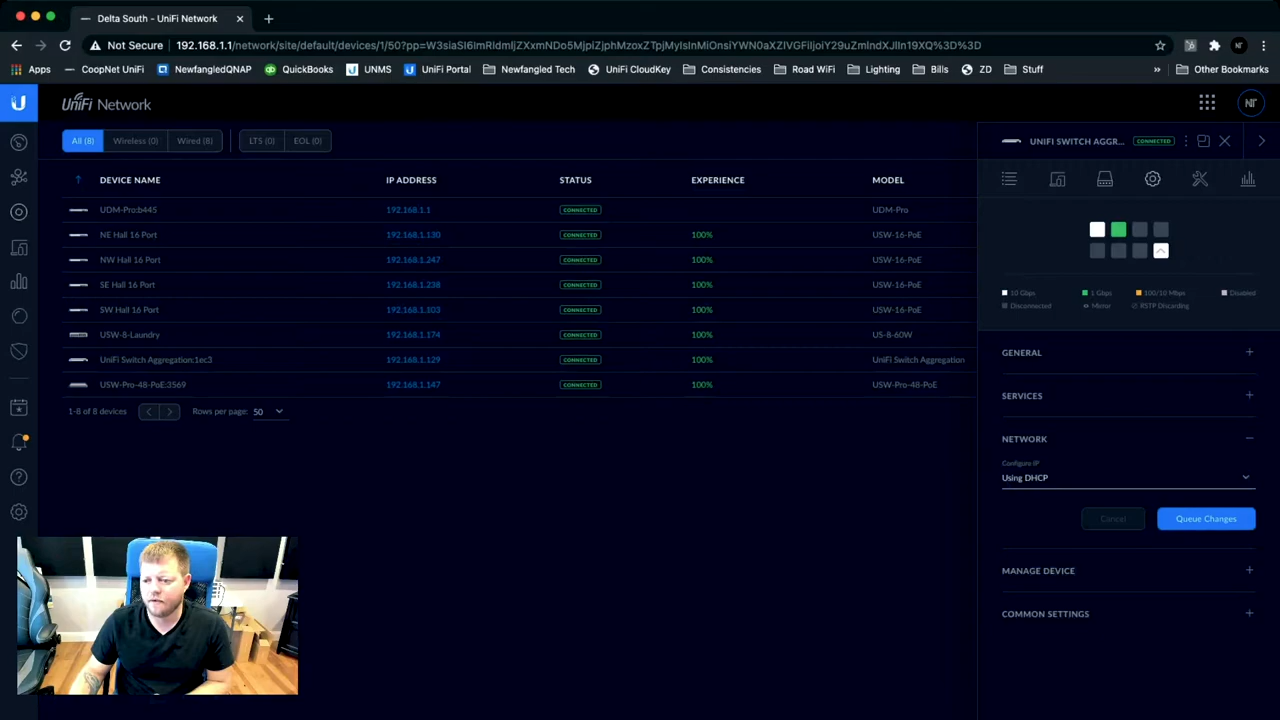 Delta South - UniFi Network
Not Secure 192.168.1.1/network/site/default/devices/1/50?pp=
Apps CoopNet UniFi NewfangledQNAP QuickBooks UNMS UniFi Portal Newfangled Tech UniFi CloudKey Consistencies Road WiFi Lighting Bills ZD Stuff » Other Bookmarks
U UniFi Network NT
All (8) Wireless (0) Wired (8) LTS (0) EOL (0)
UNIFI SWITCH AGGR... CONNECTED
DEVICE NAME IP ADDRESS STATUS EXPERIENCE MODEL
UDM-Pro:b445 192.168.1.1 CONNECTED UDM-Pro
NE Hall 16 Port 192.168.1.130 CONNECTED 100% USW-16-PoE
NW Hall 16 Port 192.168.1.247 CONNECTED 100% USW-16-PoE
SE Hall 16 Port 192.168.1.238 CONNECTED 100% USW-16-PoE
SW Hall 16 Port 192.168.1.103 CONNECTED 100% USW-16-PoE
USW-8-Laundry 192.168.1.174 CONNECTED 100% US-8-60W
UniFi Switch Aggregation:1ec3 192.168.1.129 CONNECTED 100% UniFi Switch Aggregation
USW-Pro-48-PoE:3569 192.168.1.147 CONNECTED 100% USW-Pro-48-PoE
1-8 of 8 devices Rows per page: 50
10 Gbps 1 Gbps 100/10 Mbps Disabled
Disconnected Mirror RSTP Discarding
GENERAL
SERVICES
NETWORK
Configure IP
Using DHCP
Cancel Queue Changes
MANAGE DEVICE
COMMON SETTINGS